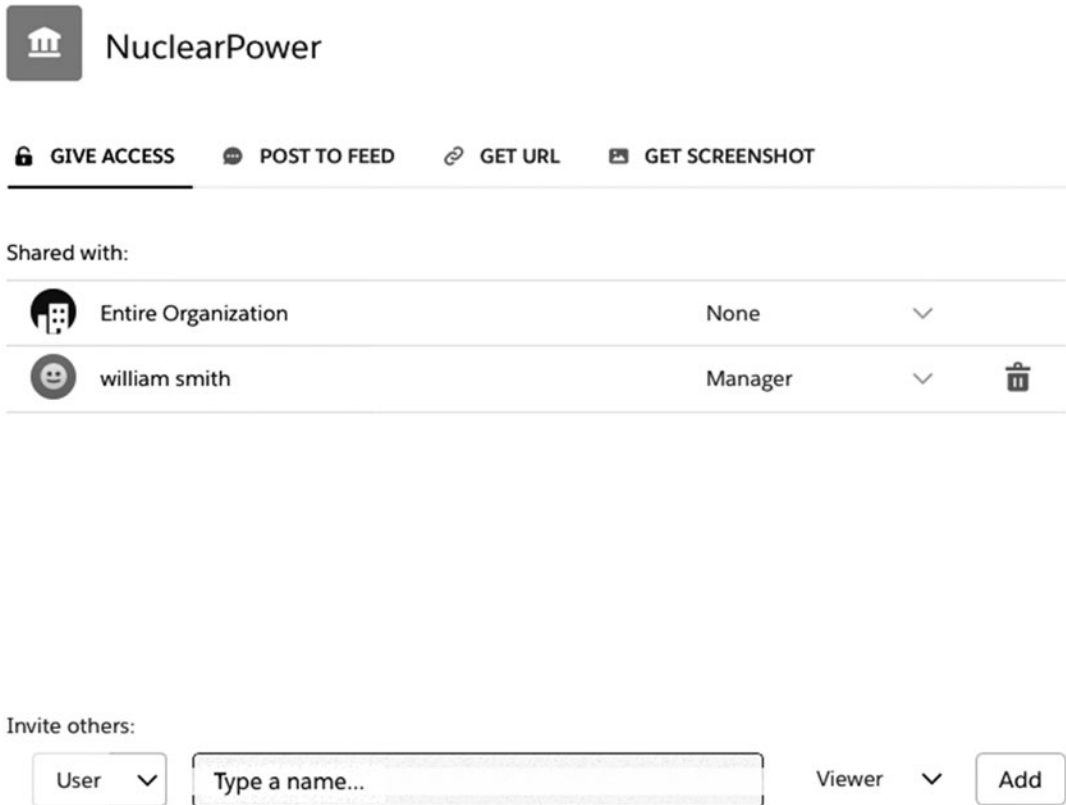 NuclearPower
GIVE ACCESS POST TO FEED GET URL GET SCREENSHOT
Shared with:
Entire Organization None
william smith Manager
Invite others:
User Type a name... Viewer Add